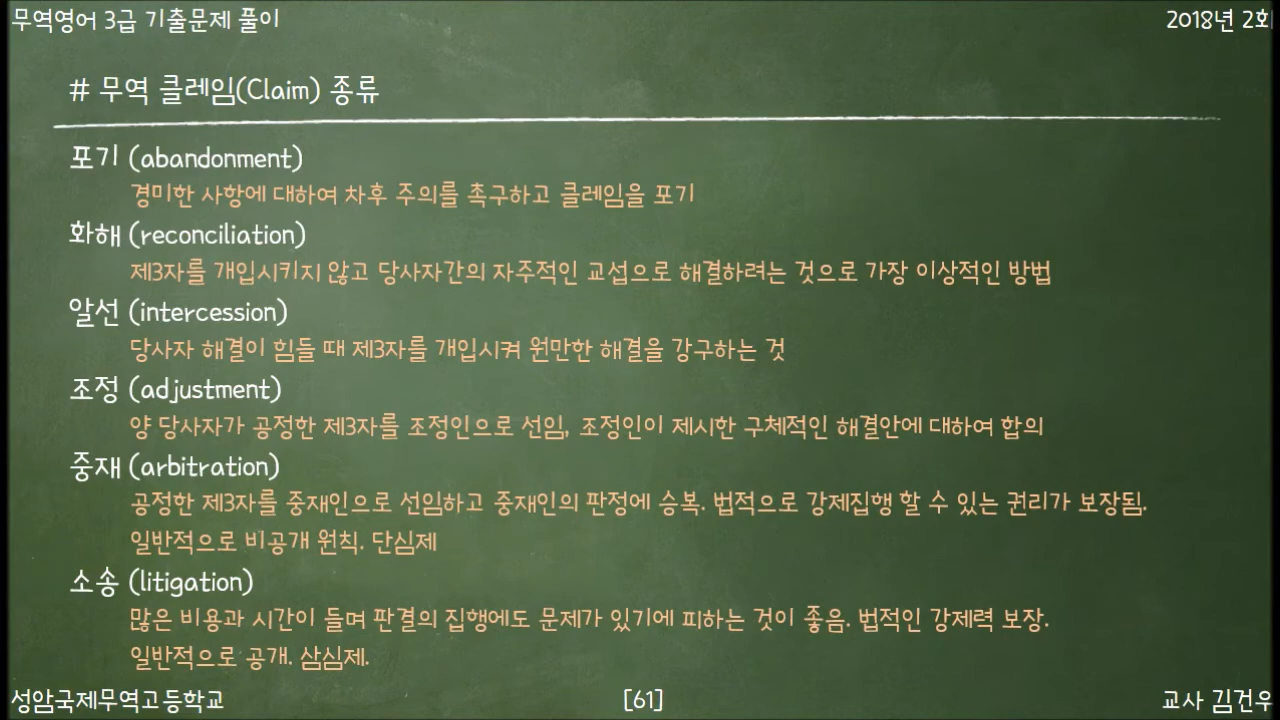 무역영어 3급 기출문제 풀이
2018년 2회
# 무역 클레임(Claim) 종류
포기 (abandonment)
경미한 사항에 대하여 차후 주의를 촉구하고 클레임을 포기
화해 (reconciliation)
제3자를 개입시키지 않고 당사자간의 자주적인 교섭으로 해결하려는 것으로 가장 이상적인 방법
알선 (intercession)
당사자 해결이 힘들 때 제3자를 개입시켜 원만한 해결을 강구하는 것
조정 (adjustment)
양 당사자가 공정한 제3자를 조정인으로 선임, 조정인이 제시한 구체적인 해결안에 대하여 합의
중재 (arbitration)
공정한 제3자를 중재인으로 선임하고 중재인의 판정에 승복. 법적으로 강제집행 할 수 있는 권리가 보장됨.
일반적으로 비공개 원칙. 단심제
소송 (litigation)
많은 비용과 시간이 들며 판결의 집행에도 문제가 있기에 피하는 것이 좋음. 법적인 강제력 보장.
일반적으로 공개. 삼심제.
성암국제무역고등학교
[61]
교사 김건우